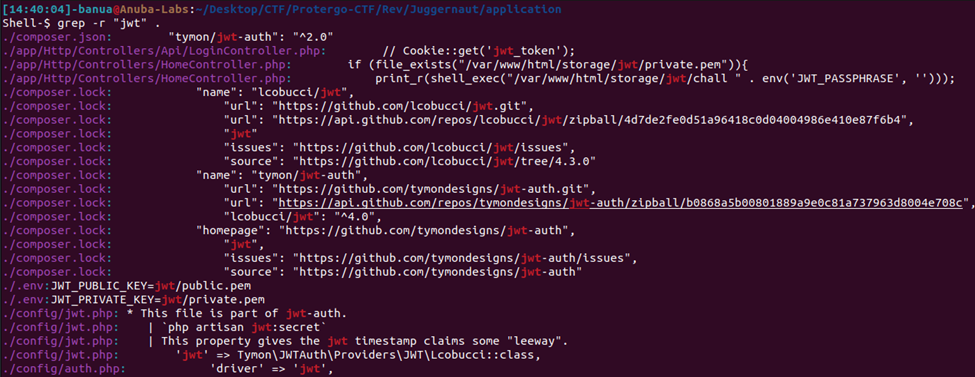 [14:40:04]-banua@Anuba-Labs:~/Desktop/CTF/Protergo-CTF/Rev/Juggernaut/application
Shell-$ grep -r "jwt" .
./composer.json:        "tymon/jwt-auth": "^2.0"
./app/Http/Controllers/Api/LoginController.php:        // Cookie::get('jwt_token');
./app/Http/Controllers/HomeController.php:        if (file_exists("/var/www/html/storage/jwt/private.pem")){
./app/Http/Controllers/HomeController.php:            print_r(shell_exec("/var/www/html/storage/jwt/chall " . env('JWT_PASSPHRASE', '')));
./composer.lock:            "name": "lcobucci/jwt",
./composer.lock:                "url": "https://github.com/lcobucci/jwt.git",
./composer.lock:                "url": "https://api.github.com/repos/lcobucci/jwt/zipball/4d7de2fe0d51a96418c0d04004986e410e87f6b4",
./composer.lock:                "jwt"
./composer.lock:                "issues": "https://github.com/lcobucci/jwt/issues",
./composer.lock:                "source": "https://github.com/lcobucci/jwt/tree/4.3.0"
./composer.lock:            "name": "tymon/jwt-auth",
./composer.lock:                "url": "https://github.com/tymondesigns/jwt-auth.git",
./composer.lock:                "url": "https://api.github.com/repos/tymondesigns/jwt-auth/zipball/b0868a5b00801889a9e0c81a737963d8004e708c",
./composer.lock:                "lcobucci/jwt": "^4.0",
./composer.lock:            "homepage": "https://github.com/tymondesigns/jwt-auth",
./composer.lock:                "jwt",
./composer.lock:                "issues": "https://github.com/tymondesigns/jwt-auth/issues",
./composer.lock:                "source": "https://github.com/tymondesigns/jwt-auth"
./.env:JWT_PUBLIC_KEY=jwt/public.pem
./.env:JWT_PRIVATE_KEY=jwt/private.pem
./config/jwt.php: * This file is part of jwt-auth.
./config/jwt.php:    | `php artisan jwt:secret`
./config/jwt.php:    | This property gives the jwt timestamp claims some "leeway".
./config/jwt.php:        'jwt' => Tymon\JWTAuth\Providers\JWT\Lcobucci::class,
./config/auth.php:            'driver' => 'jwt',